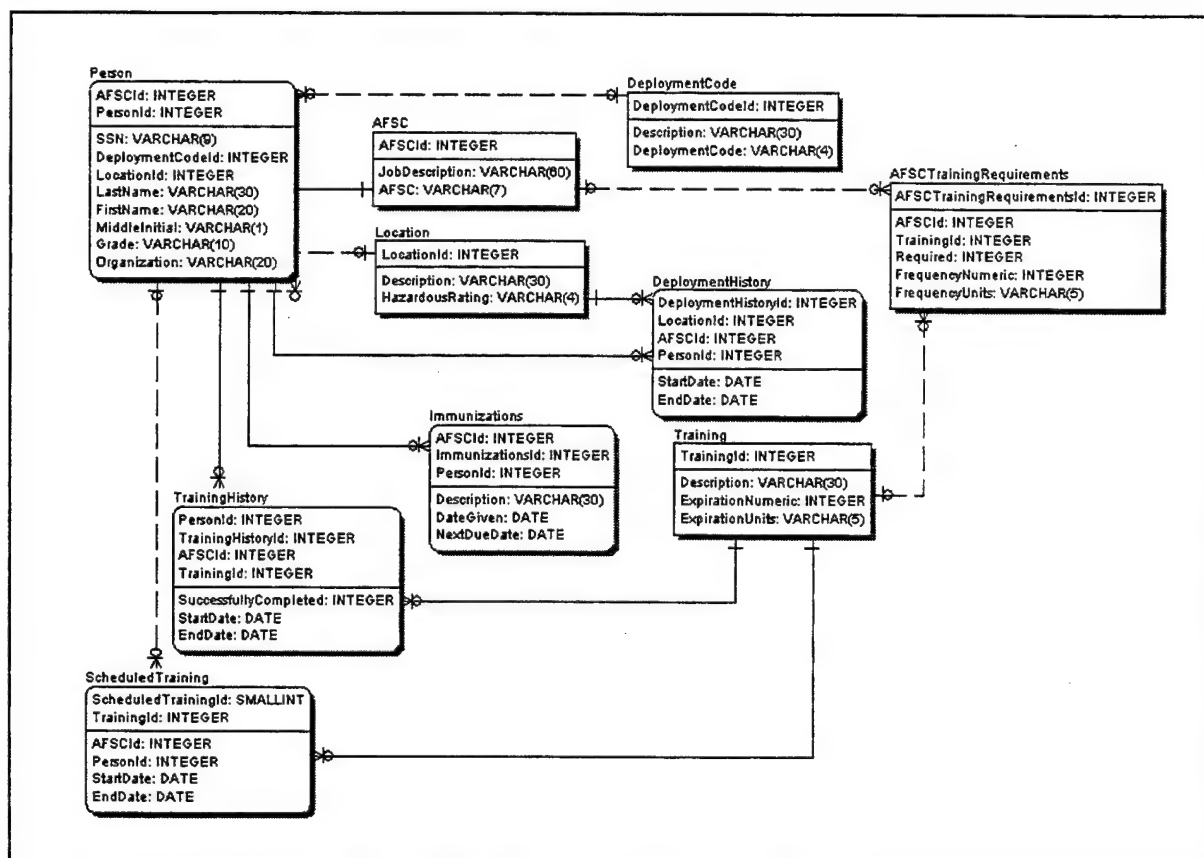 Person
AFSCId: INTEGER
PersonId: INTEGER
SSN: VARCHAR(9)
DeploymentCodeId: INTEGER
LocationId: INTEGER
LastName: VARCHAR(30)
FirstName: VARCHAR(20)
MiddleInitial: VARCHAR(1)
Grade: VARCHAR(10)
Organization: VARCHAR(20)
DeploymentCode
DeploymentCodeId: INTEGER
Description: VARCHAR(30)
DeploymentCode: VARCHAR(4)
AFSC
AFSCId: INTEGER
JobDescription: VARCHAR(60)
AFSC: VARCHAR(7)
AFSCTrainingRequirements
AFSCTrainingRequirementsId: INTEGER
AFSCId: INTEGER
TrainingId: INTEGER
Required: INTEGER
FrequencyNumeric: INTEGER
FrequencyUnits: VARCHAR(5)
Location
LocationId: INTEGER
Description: VARCHAR(30)
HazardousRating: VARCHAR(4)
DeploymentHistory
DeploymentHistoryId: INTEGER
LocationId: INTEGER
AFSCId: INTEGER
PersonId: INTEGER
StartDate: DATE
EndDate: DATE
Immunizations
AFSCId: INTEGER
ImmunizationsId: INTEGER
PersonId: INTEGER
Description: VARCHAR(30)
DateGiven: DATE
NextDueDate: DATE
Training
TrainingId: INTEGER
Description: VARCHAR(30)
ExpirationNumeric: INTEGER
ExpirationUnits: VARCHAR(5)
TrainingHistory
PersonId: INTEGER
TrainingHistoryId: INTEGER
AFSCId: INTEGER
TrainingId: INTEGER
SuccessfullyCompleted: INTEGER
StartDate: DATE
EndDate: DATE
ScheduledTraining
ScheduledTrainingId: SMALLINT
TrainingId: INTEGER
AFSCId: INTEGER
PersonId: INTEGER
StartDate: DATE
EndDate: DATE